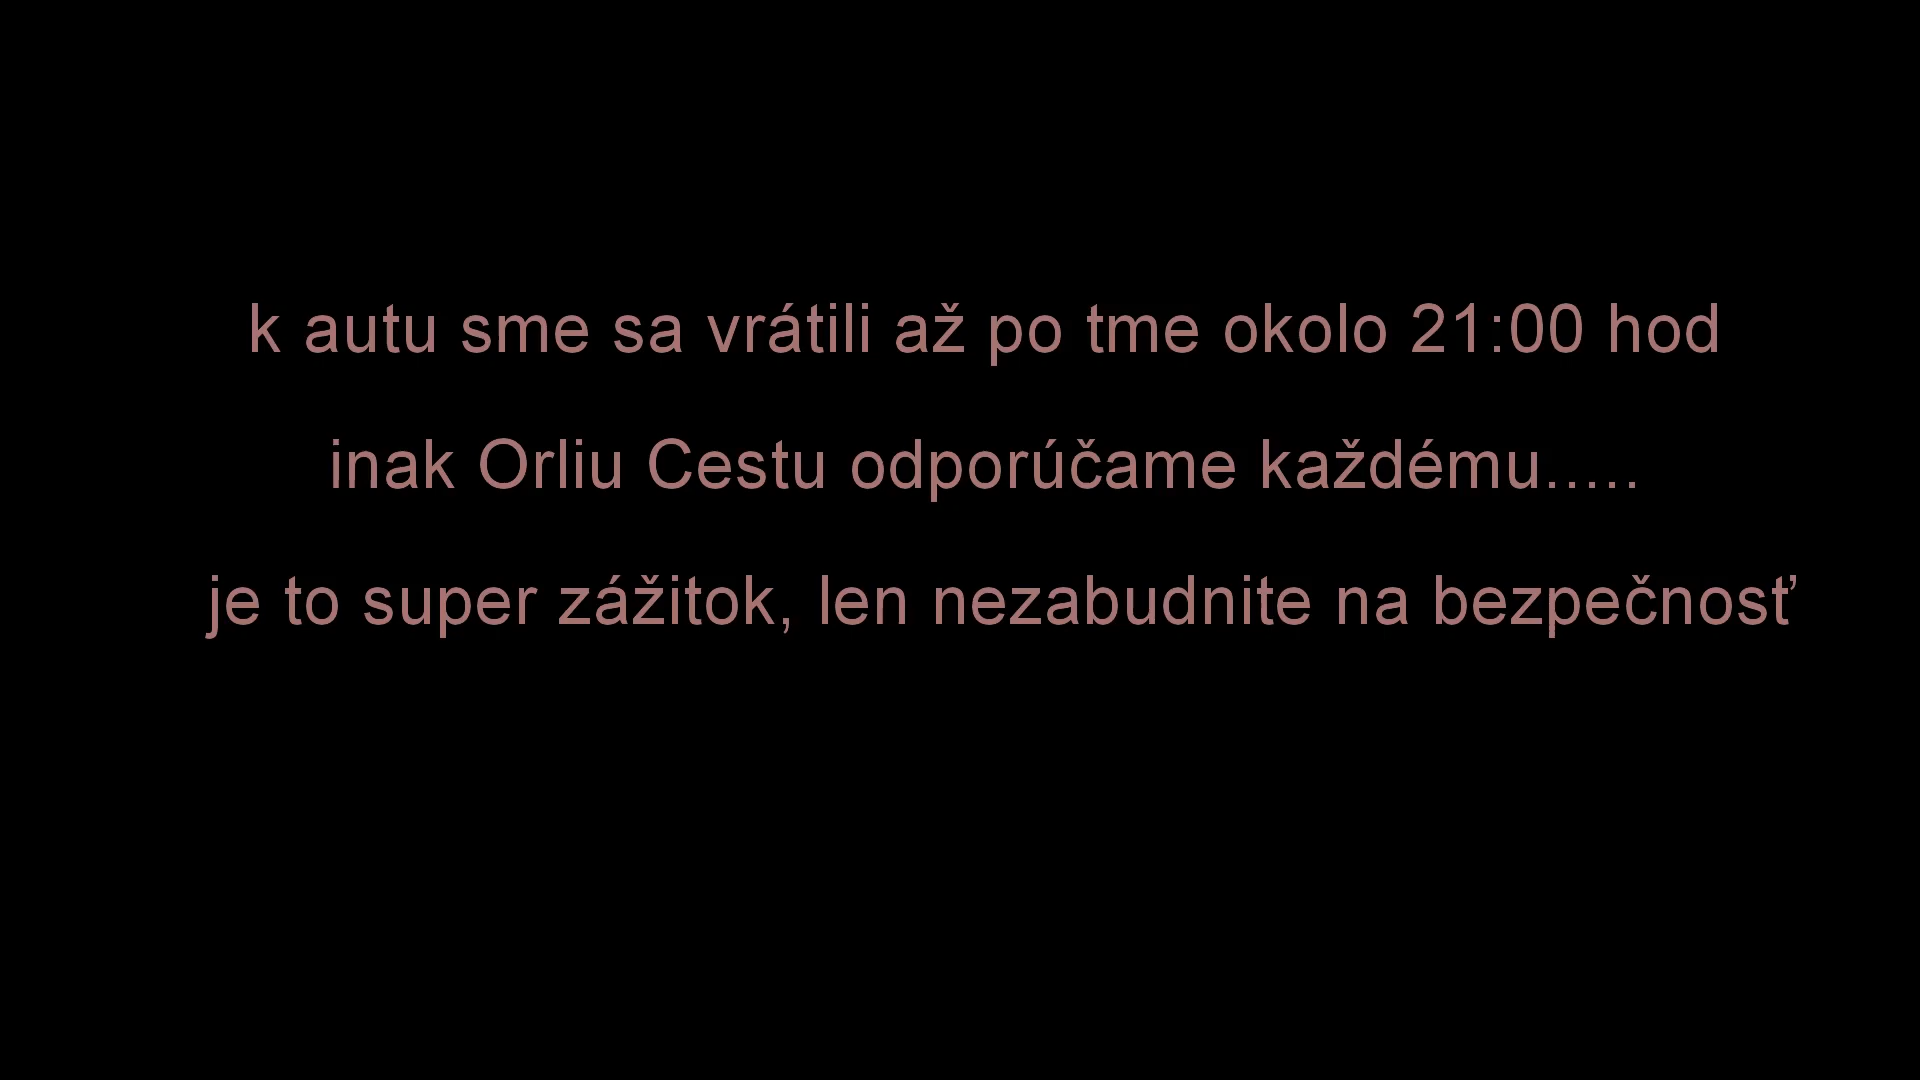 k autu sme sa vrátili až po tme okolo 21:00 hod
inak Orliu Cestu odporúčame každému.....
je to super zážitok, len nezabudnite na bezpečnosť